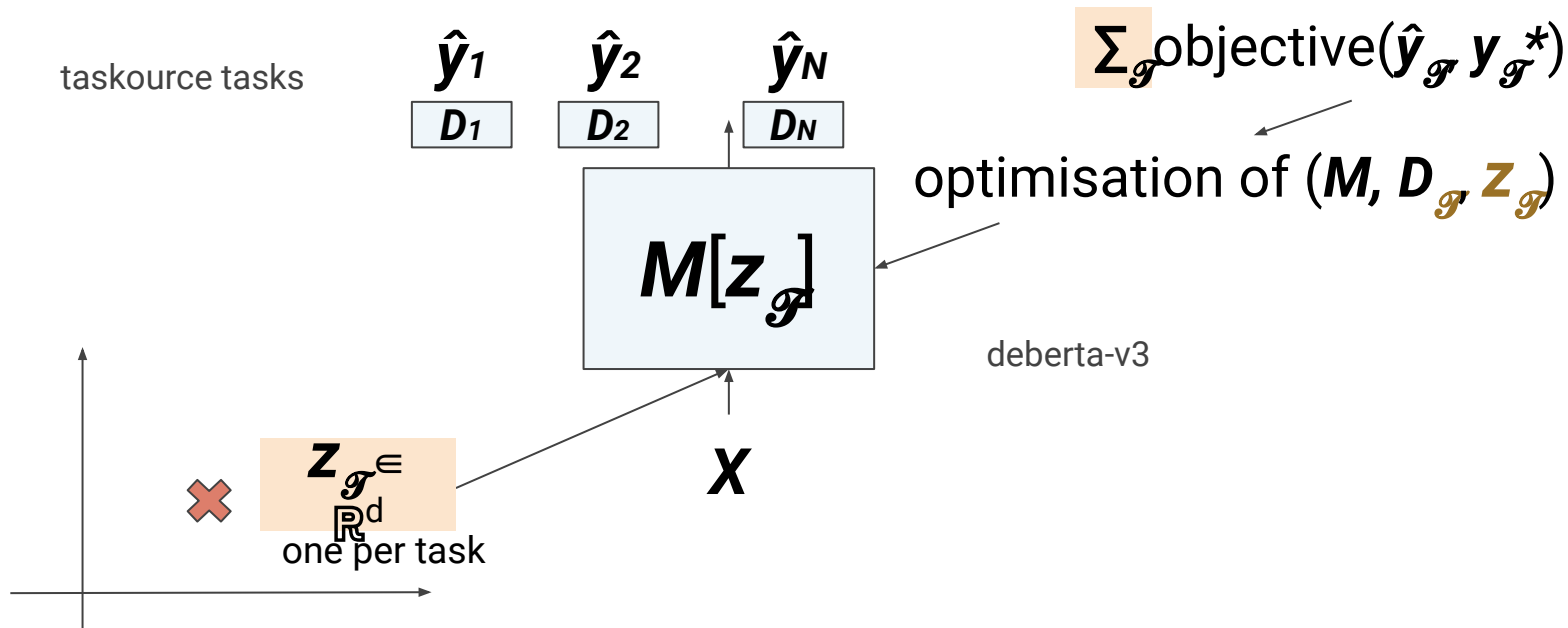 taskource tasks
ŷ1 ŷ2 ŷN
D1 D2 DN
∑𝒯 objective(ŷ𝒯, y𝒯*)
optimisation of (M, D𝒯, z𝒯)
M[z𝒯]
deberta-v3
z𝒯 ∈
ℝᵈ
one per task
X